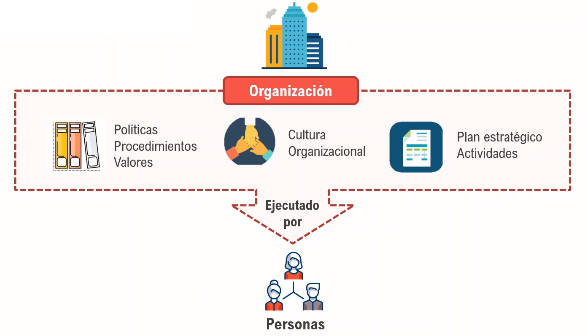 Organización
Políticas
Procedimientos
Valores
Cultura
Organizacional
Plan estratégico
Actividades
Ejecutado
por
Personas